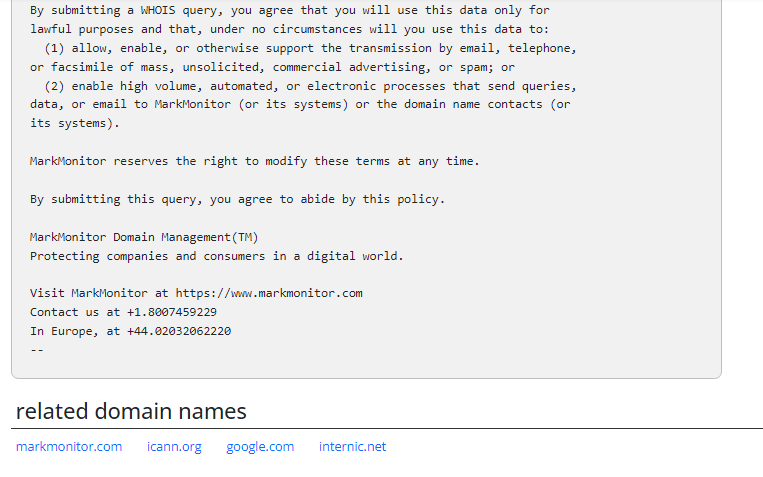 By submitting a WHOIS query, you agree that you will use this data only for
lawful purposes and that, under no circumstances will you use this data to:
(1) allow, enable, or otherwise support the transmission by email, telephone,
or facsimile of mass, unsolicited, commercial advertising, or spam; or
(2) enable high volume, automated, or electronic processes that send queries,
data, or email to MarkMonitor (or its systems) or the domain name contacts (or
its systems).
MarkMonitor reserves the right to modify these terms at any time.
By submitting this query, you agree to abide by this policy.
MarkMonitor Domain Management(TM)
Protecting companies and consumers in a digital world.
Visit MarkMonitor at https://www.markmonitor.com
Contact us at +1.8007459229
In Europe, at +44.02032062220
--
related domain names
markmonitor.com icann.org google.com internic.net